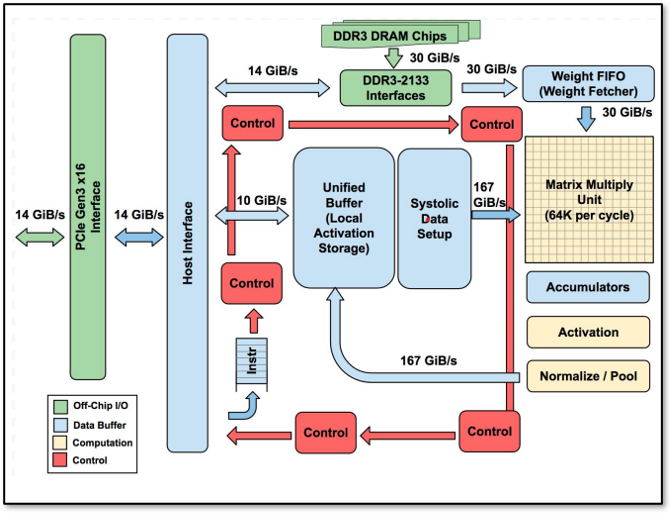 DDR3 DRAM Chips
30 GiB/s
14 GiB/s
DDR3-2133
Interfaces
30 GiB/s
Weight FIFO
(Weight Fetcher)
30 GiB/s
Control
Control
PCIe Gen3 x16
Interface
14 GiB/s
14 GiB/s
Host Interface
10 GiB/s
Unified
Buffer
(Local
Activation
Storage)
Systolic
Data
Setup
167
GiB/s
Matrix Multiply
Unit
(64K per cycle)
Control
Accumulators
Activation
Instr
167 GiB/s
Normalize / Pool
Control
Control
Off-Chip I/O
Data Buffer
Computation
Control